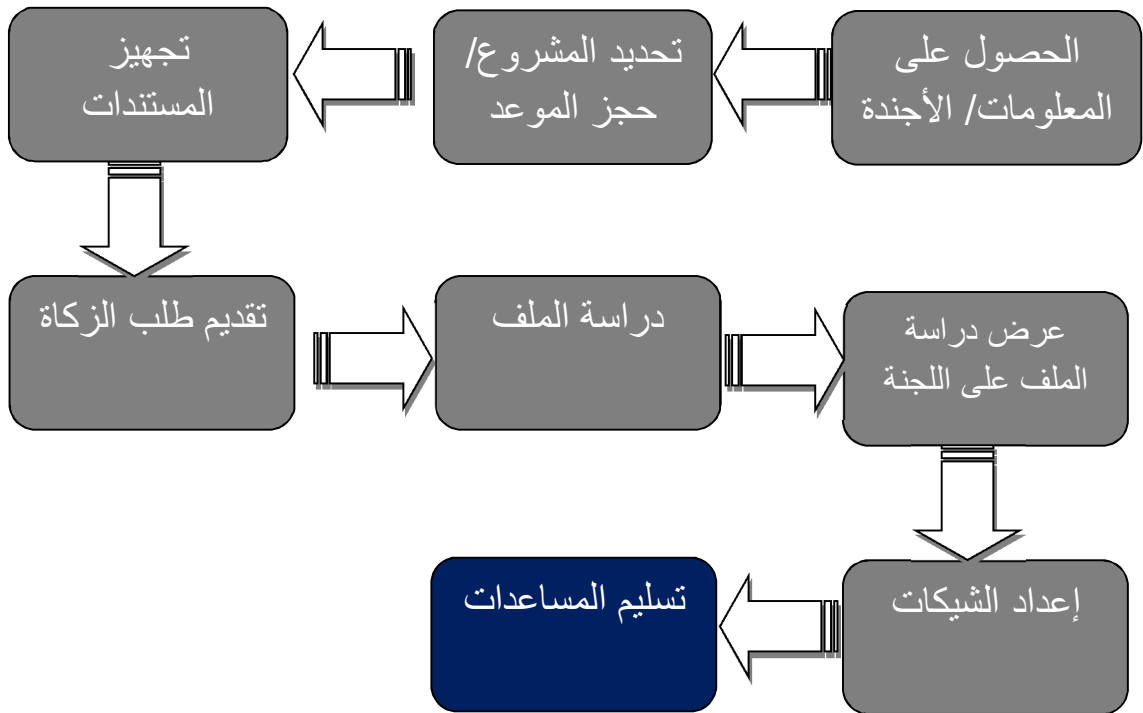 الحصول على
المعلومات/ الأجندة
تحديد المشروع/
حجز الموعد
تجهيز
المستندات
تقديم طلب الزكاة
دراسة الملف
عرض دراسة
الملف على اللجنة
إعداد الشيكات
تسليم المساعدات